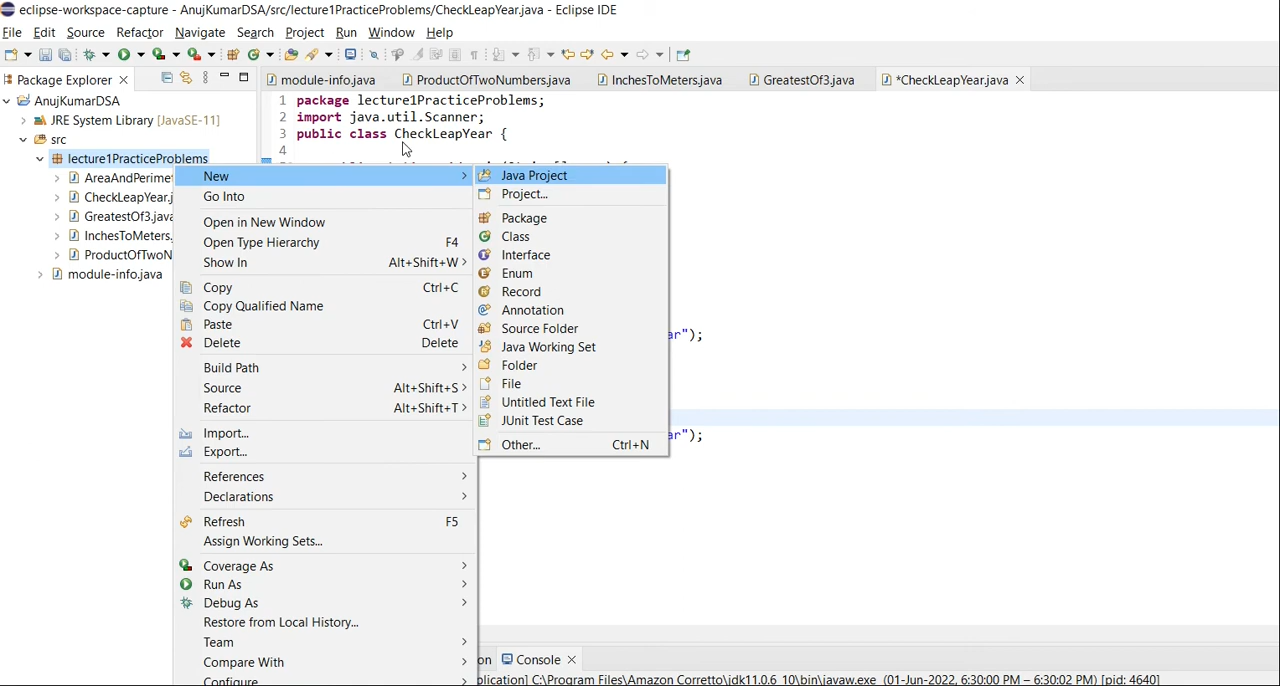 eclipse-workspace-capture - AnujKumarDSA/src/lecture1PracticeProblems/CheckLeapYear.java - Eclipse IDE
File Edit Source Refactor Navigate Search Project Run Window Help
Package Explorer
module-info.java ProductOfTwoNumbers.java InchesToMeters.java GreatestOf3.java *CheckLeapYear.java
AnujKumarDSA
JRE System Library [JavaSE-11]
src
lecture1PracticeProblems
AreaAndPerime
CheckLeapYear.j
GreatestOf3.java
InchesToMeters.
ProductOfTwoN
module-info.java
1 package lecture1PracticeProblems;
2 import java.util.Scanner;
3 public class CheckLeapYear {
4
New
Go Into
Open in New Window
Open Type Hierarchy F4
Show In Alt+Shift+W
Copy Ctrl+C
Copy Qualified Name
Paste Ctrl+V
Delete Delete
Build Path
Source Alt+Shift+S
Refactor Alt+Shift+T
Import...
Export...
References
Declarations
Refresh F5
Assign Working Sets...
Coverage As
Run As
Debug As
Restore from Local History...
Team
Compare With
Configure
Java Project
Project...
Package
Class
Interface
Enum
Record
Annotation
Source Folder
Java Working Set
Folder
File
Untitled Text File
JUnit Test Case
Other... Ctrl+N
ar");
ar");
on Console
plication] C:\Program Files\Amazon Corretto\jdk11.0.6_10\bin\javaw.exe (01-Jun-2022, 6:30:00 PM – 6:30:02 PM) [pid: 4640]